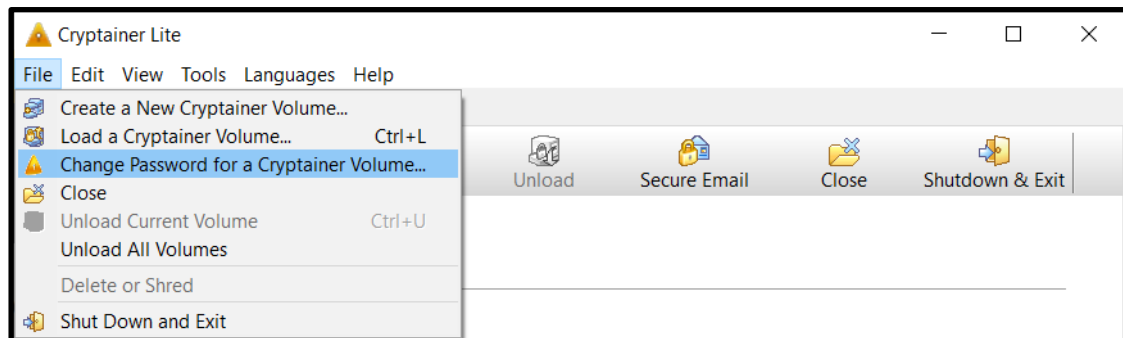 Cryptainer Lite
File Edit View Tools Languages Help
Create a New Cryptainer Volume...
Load a Cryptainer Volume... Ctrl+L
Change Password for a Cryptainer Volume...
Close
Unload Current Volume Ctrl+U
Unload All Volumes
Delete or Shred
Shut Down and Exit
Unload Secure Email Close Shutdown & Exit